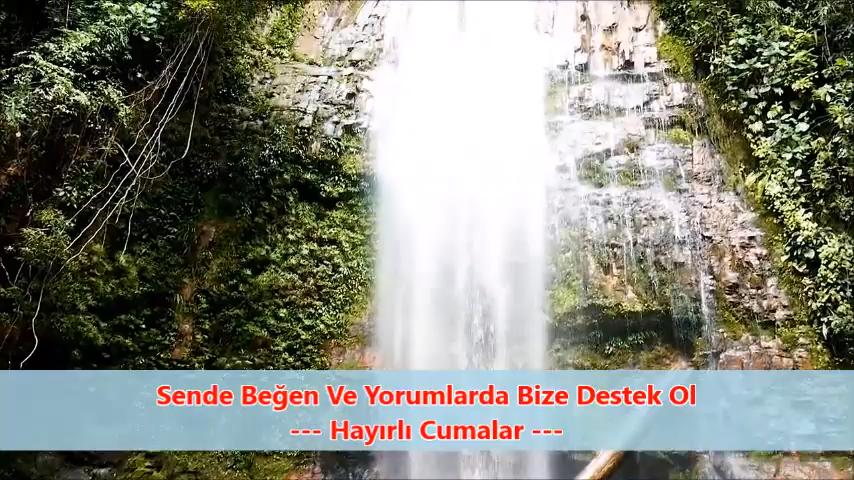 Sende Beğen Ve Yorumlarda Bize Destek Ol
--- Hayırlı Cumalar ---